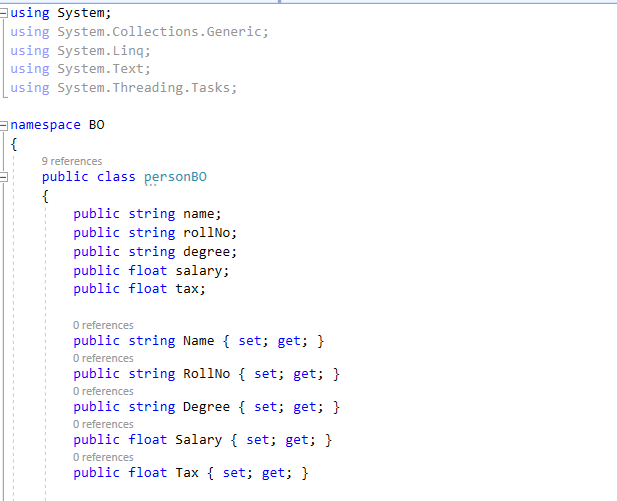 using System;
using System.Collections.Generic;
using System.Linq;
using System.Text;
using System.Threading.Tasks;
namespace BO
{
9 references
public class personBO
{
public string name;
public string rollNo;
public string degree;
public float salary;
public float tax;
0 references
public string Name { set; get; }
0 references
public string RollNo { set; get; }
0 references
public string Degree { set; get; }
0 references
public float Salary { set; get; }
0 references
public float Tax { set; get; }